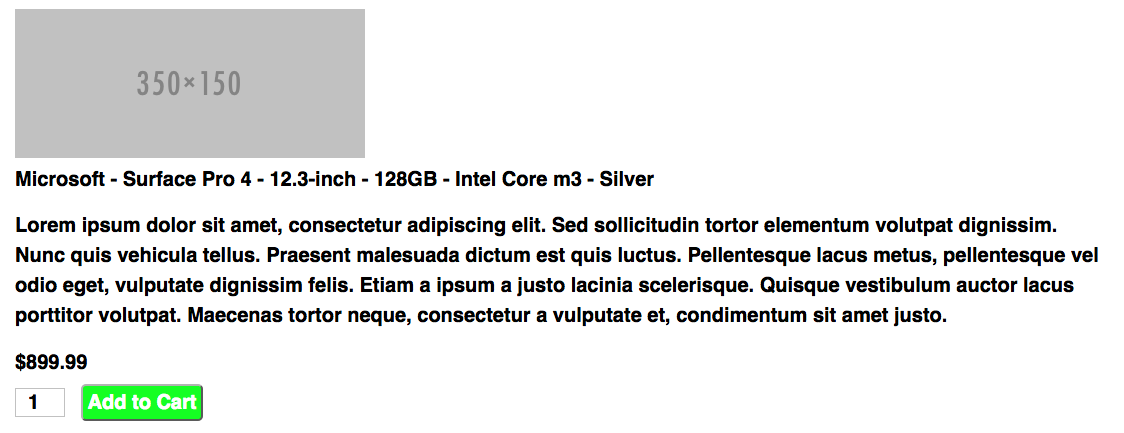 350×150
Microsoft - Surface Pro 4 - 12.3-inch - 128GB - Intel Core m3 - Silver
Lorem ipsum dolor sit amet, consectetur adipiscing elit. Sed sollicitudin tortor elementum volutpat dignissim.
Nunc quis vehicula tellus. Praesent malesuada dictum est quis luctus. Pellentesque lacus metus, pellentesque vel
odio eget, vulputate dignissim felis. Etiam a ipsum a justo lacinia scelerisque. Quisque vestibulum auctor lacus
porttitor volutpat. Maecenas tortor neque, consectetur a vulputate et, condimentum sit amet justo.
$899.99
1 Add to Cart